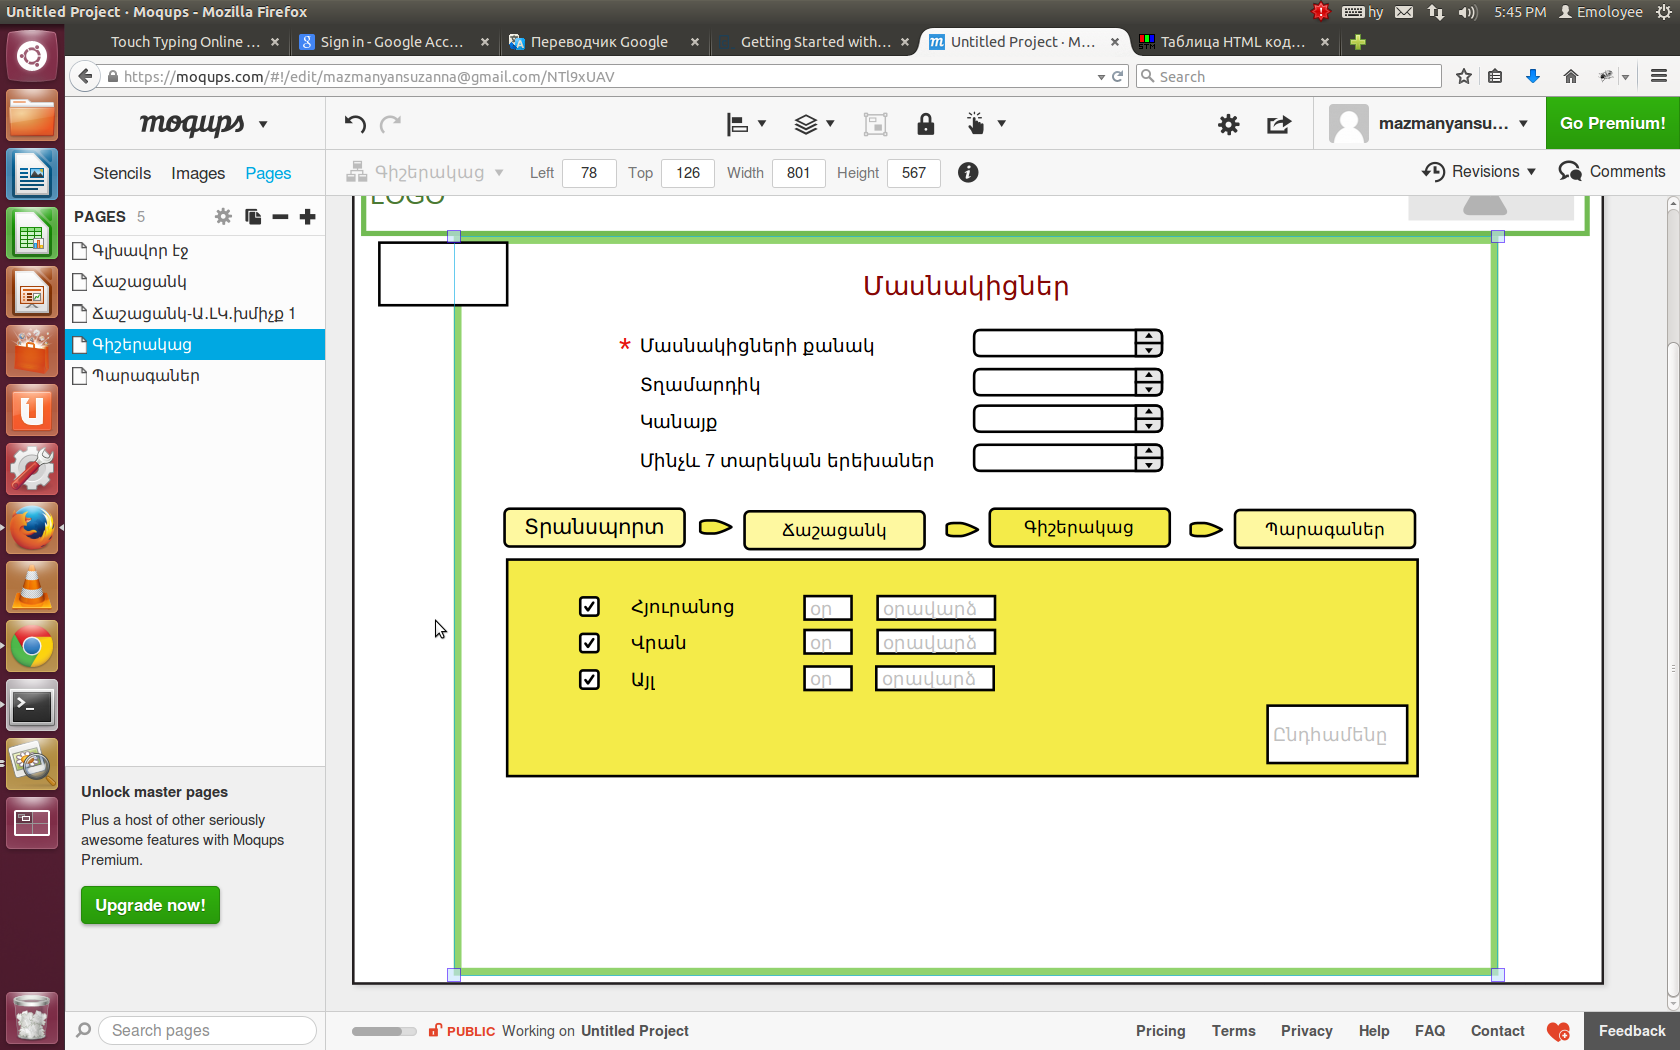 Untitled Project · Moqups - Mozilla Firefox
hy
5:45 PM
Emoloyee
Touch Typing Online ...
Sign in - Google Acc...
Переводчик Google
Getting Started with...
Untitled Project · M...
Таблица HTML код...
https://moqups.com/#!/edit/mazmanyansuzanna@gmail.com/NTl9xUAV
Search
moqups
mazmanyansu...
Go Premium!
Stencils
Images
Pages
Գիշերակաց
Left
78
Top
126
Width
801
Height
567
Revisions
Comments
PAGES 5
Գլխավոր էջ
Ճաշացանկ
Ճաշացանկ-Ա.ԼԿ.խմիչք 1
Գիշերակաց
Պարագաներ
LOGO
Մասնակիցներ
* Մասնակիցների քանակ
Տղամարդիկ
Կանայք
Մինչև 7 տարեկան երեխաներ
Տրանսպորտ
Ճաշացանկ
Գիշերակաց
Պարագաներ
Հյուրանոց
օր
օրավարձ
Վրան
օր
օրավարձ
Այլ
օր
օրավարձ
Ընդհամենը
Unlock master pages
Plus a host of other seriously
awesome features with Moqups
Premium.
Upgrade now!
Search pages
PUBLIC Working on Untitled Project
Pricing
Terms
Privacy
Help
FAQ
Contact
Feedback